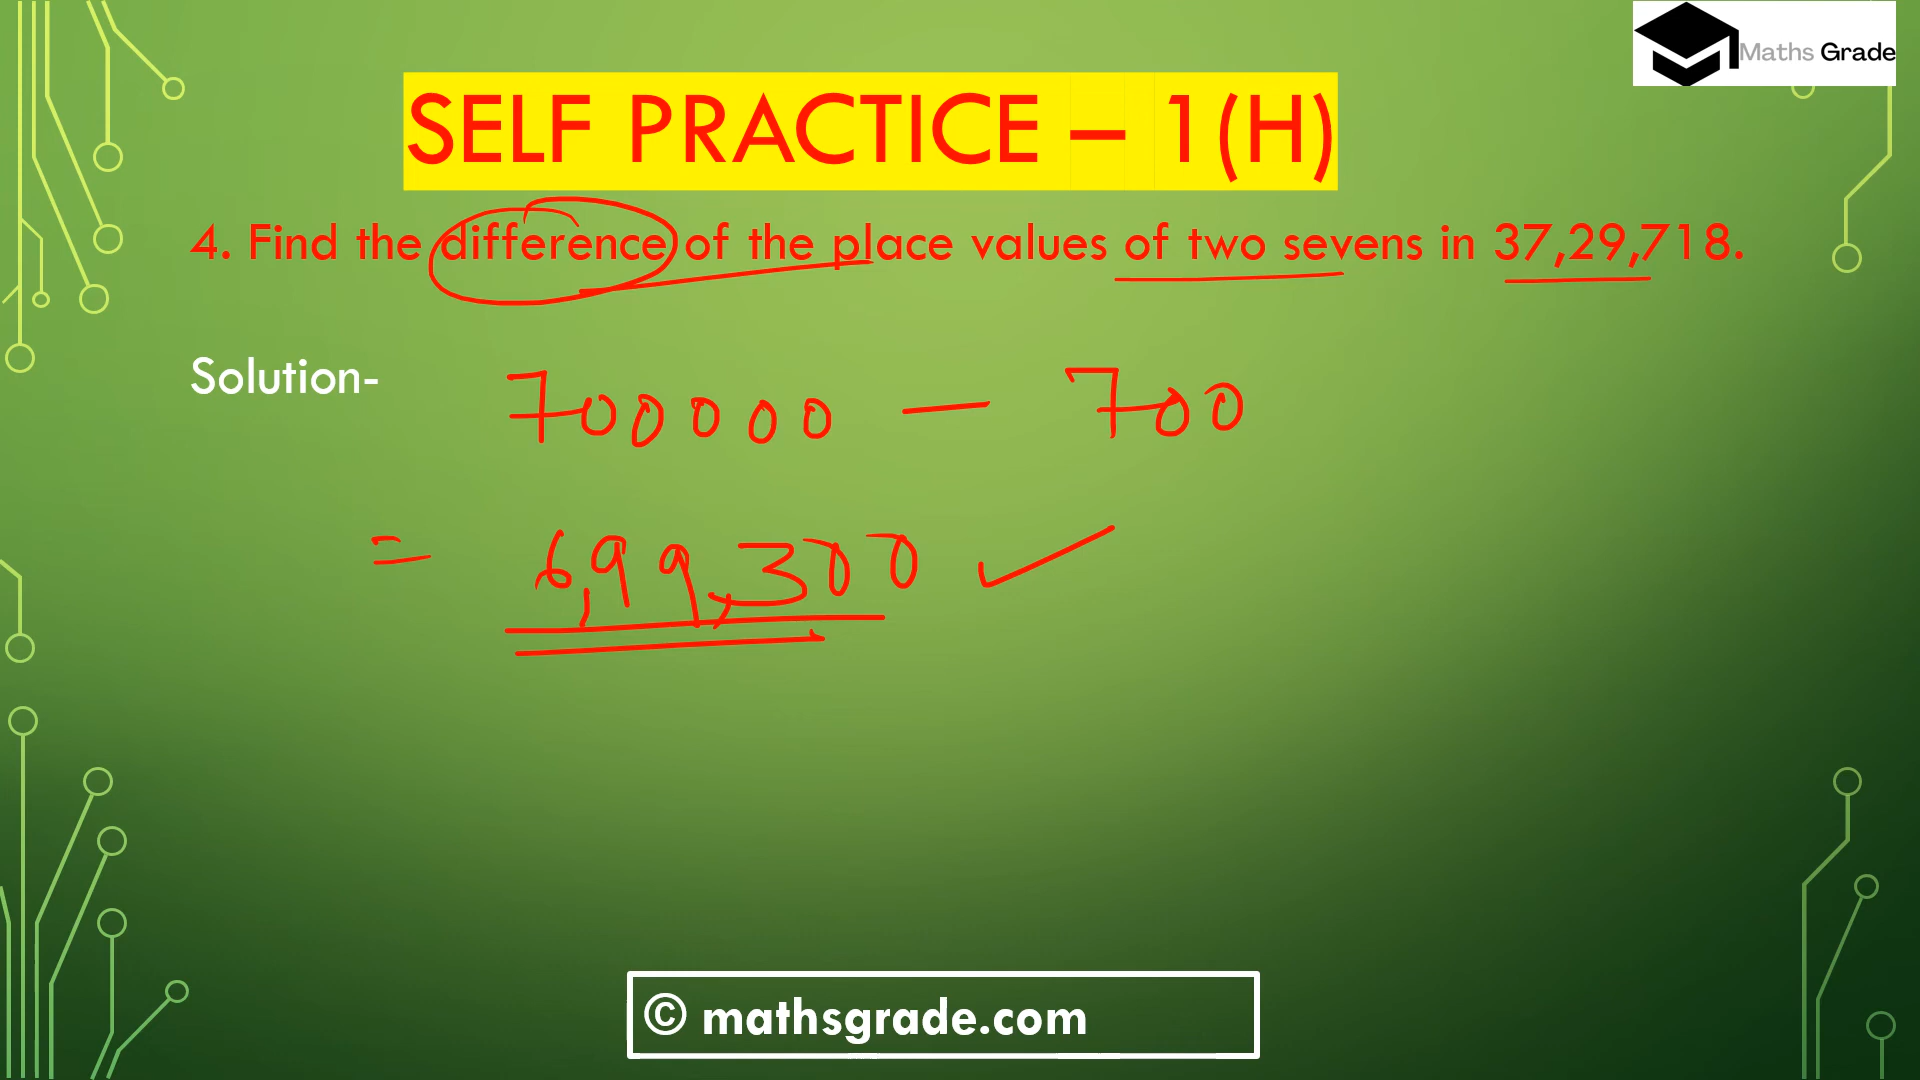 Maths Grade
SELF PRACTICE – 1(H)
4. Find the difference of the place values of two sevens in 37,29,718.
Solution-
700000 — 700
= 6,99,300 ✓
© mathsgrade.com